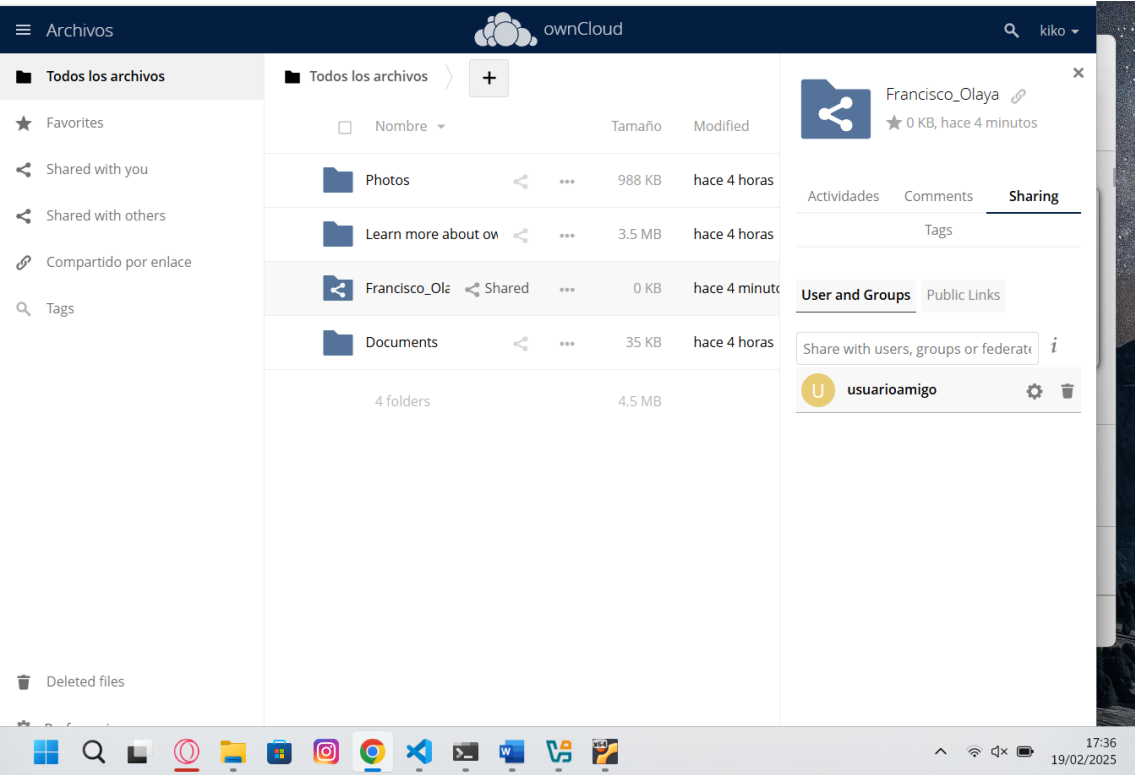 Archivos
ownCloud
kiko
Todos los archivos
Favorites
Shared with you
Shared with others
Compartido por enlace
Tags
Deleted files
Todos los archivos
+
Nombre Tamaño Modified
Photos 988 KB hace 4 horas
Learn more about ow 3.5 MB hace 4 horas
Francisco_Ola Shared 0 KB hace 4 minuto
Documents 35 KB hace 4 horas
4 folders 4.5 MB
Francisco_Olaya
0 KB, hace 4 minutos
Actividades Comments Sharing
Tags
User and Groups Public Links
Share with users, groups or federate
i
U usuarioamigo
17:36
19/02/2025